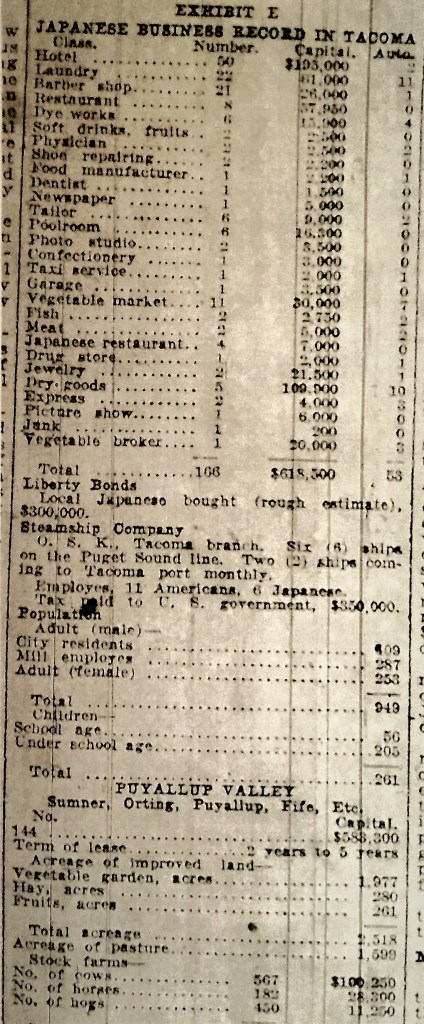 EXHIBIT E
JAPANESE BUSINESS RECORD IN TACOMA
Class. Number. Capital. Auto.
Hotel 50 $195,000
Laundry 22 61,000 11
Barber shop 21 26,000 1
Restaurant 8 37,950 0
Dye works 6 4
Soft drinks, fruits 0
Physician 2
Shoe repairing 2 0
Food manufacturer 1 1
Dentist 1 1,500 0
Newspaper 1 5,000 0
Tailor 6 9,000
Poolroom 6 16,300 0
Photo studio 2 3,500 0
Confectionery 1 3,000 0
Taxi service 1 2,000 1
Garage 1 3,500 0
Vegetable market 11 30,000 7
Fish 2 2,750
Meat 2 5,000
Japanese restaurant 4 7,000 0
Drug store 1 2,000 1
Jewelry 2 21,500 1
Dry goods 5 109,900 10
Express 2 4,000 3
Picture show 1 6,000 0
Junk 1 200 0
Vegetable broker 1 20,000 3
Total 166 $618,500 53
Liberty Bonds
Local Japanese bought (rough estimate),
$300,000.
Steamship Company
O. S. K., Tacoma branch. Six (6) ships
on the Puget Sound line. Two (2) ships com-
ing to Tacoma port monthly.
Employes, 11 Americans, 6 Japanese.
Tax paid to U. S. government, $350,000.
Population
Adult (male)—
City residents 409
Mill employes 287
Adult (female) 253
Total 949
Children—
School age 56
Under school age 205
Total 261
PUYALLUP VALLEY
Sumner, Orting, Puyallup, Fife, Etc.
No. Capital.
144 $588,300
Term of lease 2 years to 5 years
Acreage of improved land—
Vegetable garden, acres 1,977
Hay, acres 280
Fruits, acres 261
Total acreage 2,518
Acreage of pasture 1,599
Stock farms—
No. of cows 567 $100,250
No. of horses 182 28,300
No. of hogs 450 11,250